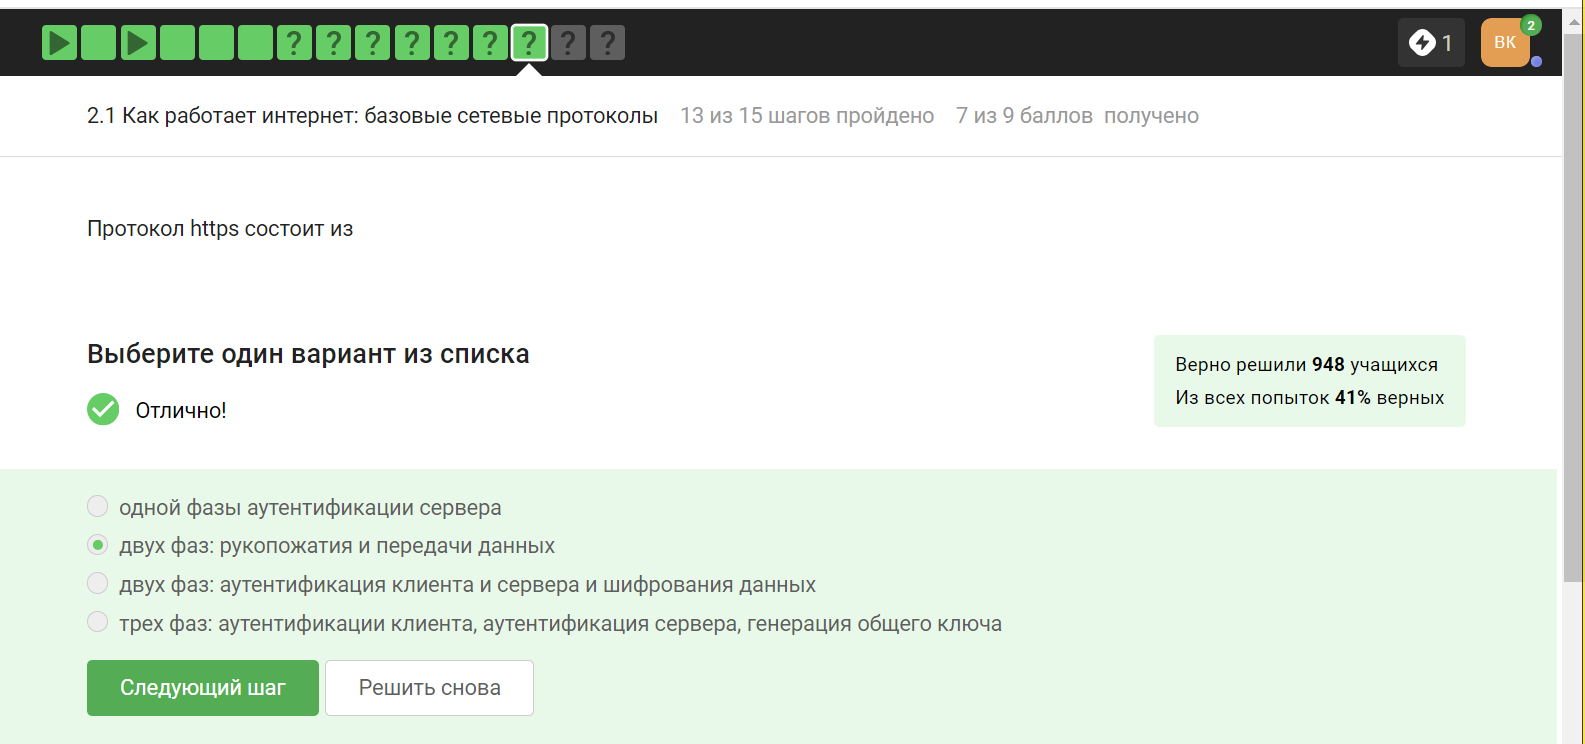 ? ? ? ? ? ? ? ? ?
1
ВК
2
2.1 Как работает интернет: базовые сетевые протоколы 13 из 15 шагов пройдено 7 из 9 баллов получено
Протокол https состоит из
Выберите один вариант из списка
Верно решили 948 учащихся
Из всех попыток 41% верных
Отлично!
одной фазы аутентификации сервера
двух фаз: рукопожатия и передачи данных
двух фаз: аутентификация клиента и сервера и шифрования данных
трех фаз: аутентификации клиента, аутентификация сервера, генерация общего ключа
Следующий шаг
Решить снова